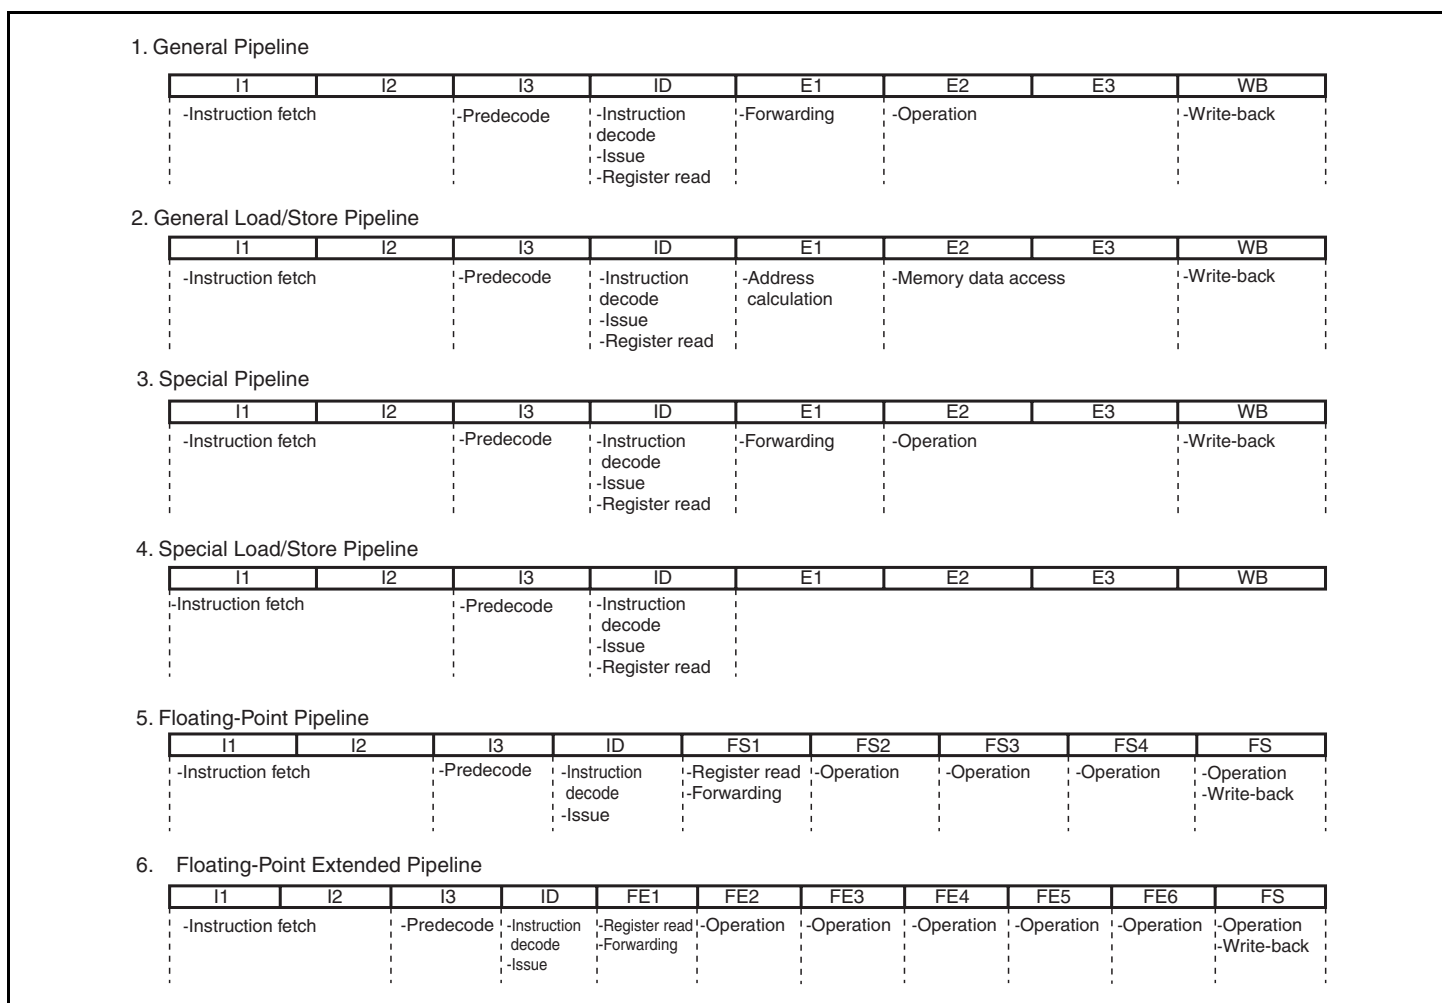 1. General Pipeline
I1 I2 I3 ID E1 E2 E3 WB
-Instruction fetch -Predecode -Instruction -Forwarding -Operation -Write-back
decode
-Issue
-Register read
2. General Load/Store Pipeline
I1 I2 I3 ID E1 E2 E3 WB
-Instruction fetch -Predecode -Instruction -Address -Memory data access -Write-back
decode calculation
-Issue
-Register read
3. Special Pipeline
I1 I2 I3 ID E1 E2 E3 WB
-Instruction fetch -Predecode -Instruction -Forwarding -Operation -Write-back
decode
-Issue
-Register read
4. Special Load/Store Pipeline
I1 I2 I3 ID E1 E2 E3 WB
-Instruction fetch -Predecode -Instruction
decode
-Issue
-Register read
5. Floating-Point Pipeline
I1 I2 I3 ID FS1 FS2 FS3 FS4 FS
-Instruction fetch -Predecode -Instruction -Register read -Operation -Operation -Operation -Operation
decode -Forwarding -Write-back
-Issue
6. Floating-Point Extended Pipeline
I1 I2 I3 ID FE1 FE2 FE3 FE4 FE5 FE6 FS
-Instruction fetch -Predecode -Instruction -Register read -Operation -Operation -Operation -Operation -Operation -Operation
decode -Forwarding -Write-back
-Issue